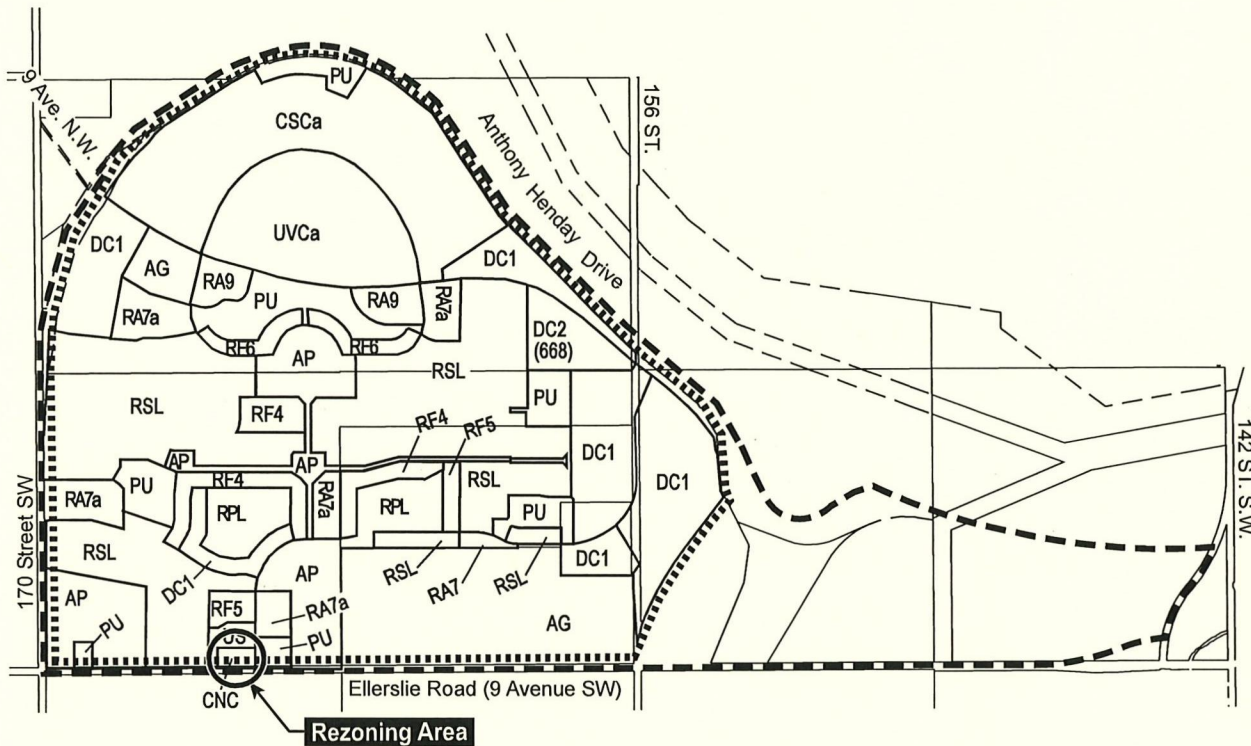 PU
CSCa
9 Ave. N.W.
156 ST.
Anthony Henday Drive
UVCa
DC1
DC1
AG
RA9
PU
RA9
RA7a
RA7a
RF6
RF6
AP
DC2
(668)
RSL
RSL
RF4
PU
RF4
RF5
AP
AP
RF4
RA7a
PU
RA7a
RPL
RPL
RSL
DC1
DC1
PU
RSL
170 Street SW
142 ST. S.W.
DC1
AP
RSL
RA7
RSL
DC1
AP
PU
RF5
RA7a
US
PU
AG
CNC
Ellerslie Road (9 Avenue SW)
Rezoning Area